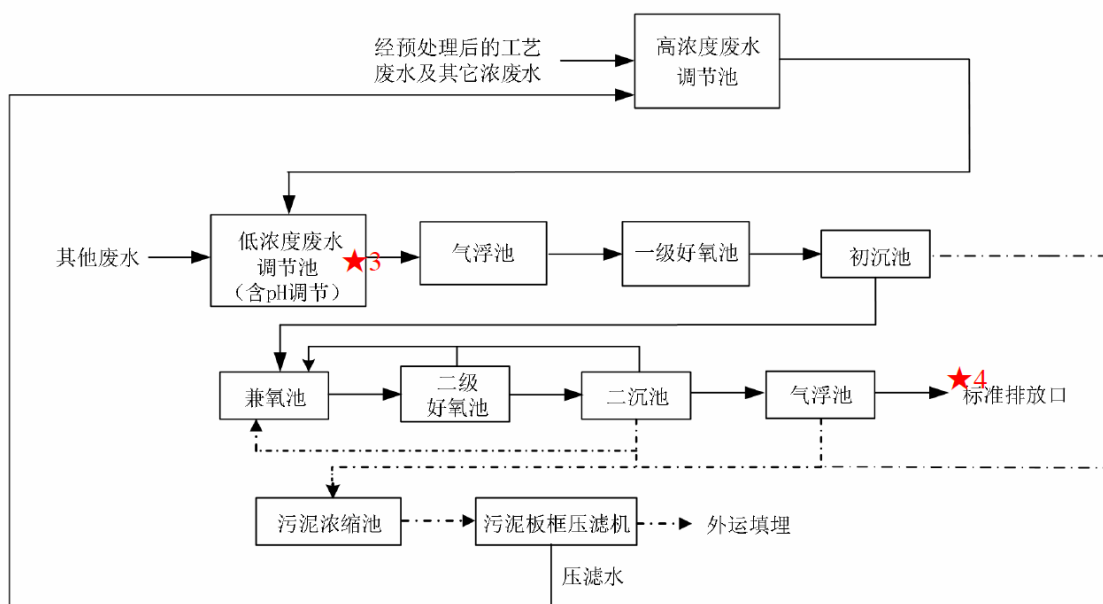 经预处理后的工艺
废水及其它浓废水
高浓度废水
调节池
其他废水
低浓度废水
调节池
（含pH调节）
★3
气浮池
一级好氧池
初沉池
兼氧池
二级
好氧池
二沉池
气浮池
★4
标准排放口
污泥浓缩池
污泥板框压滤机
外运填埋
压滤水